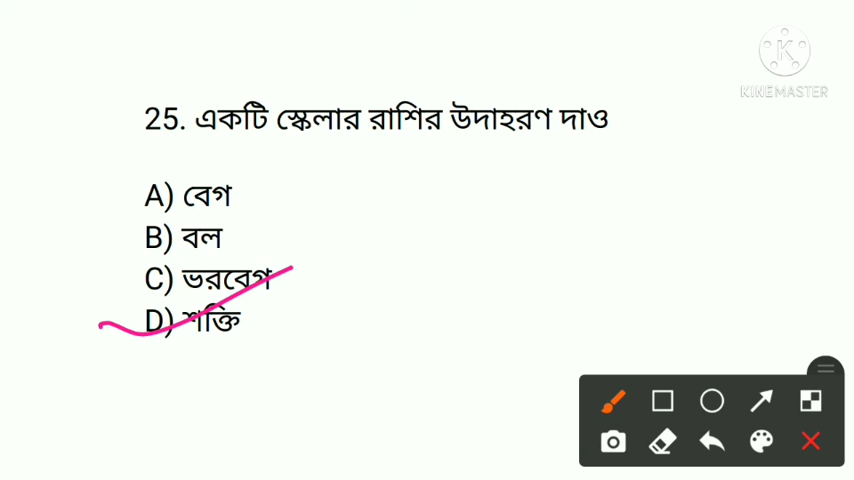 KINEMASTER
25. একটি স্কেলার রাশির উদাহরণ দাও
A) বেগ
B) বল
C) ভরবেগ
D) শক্তি